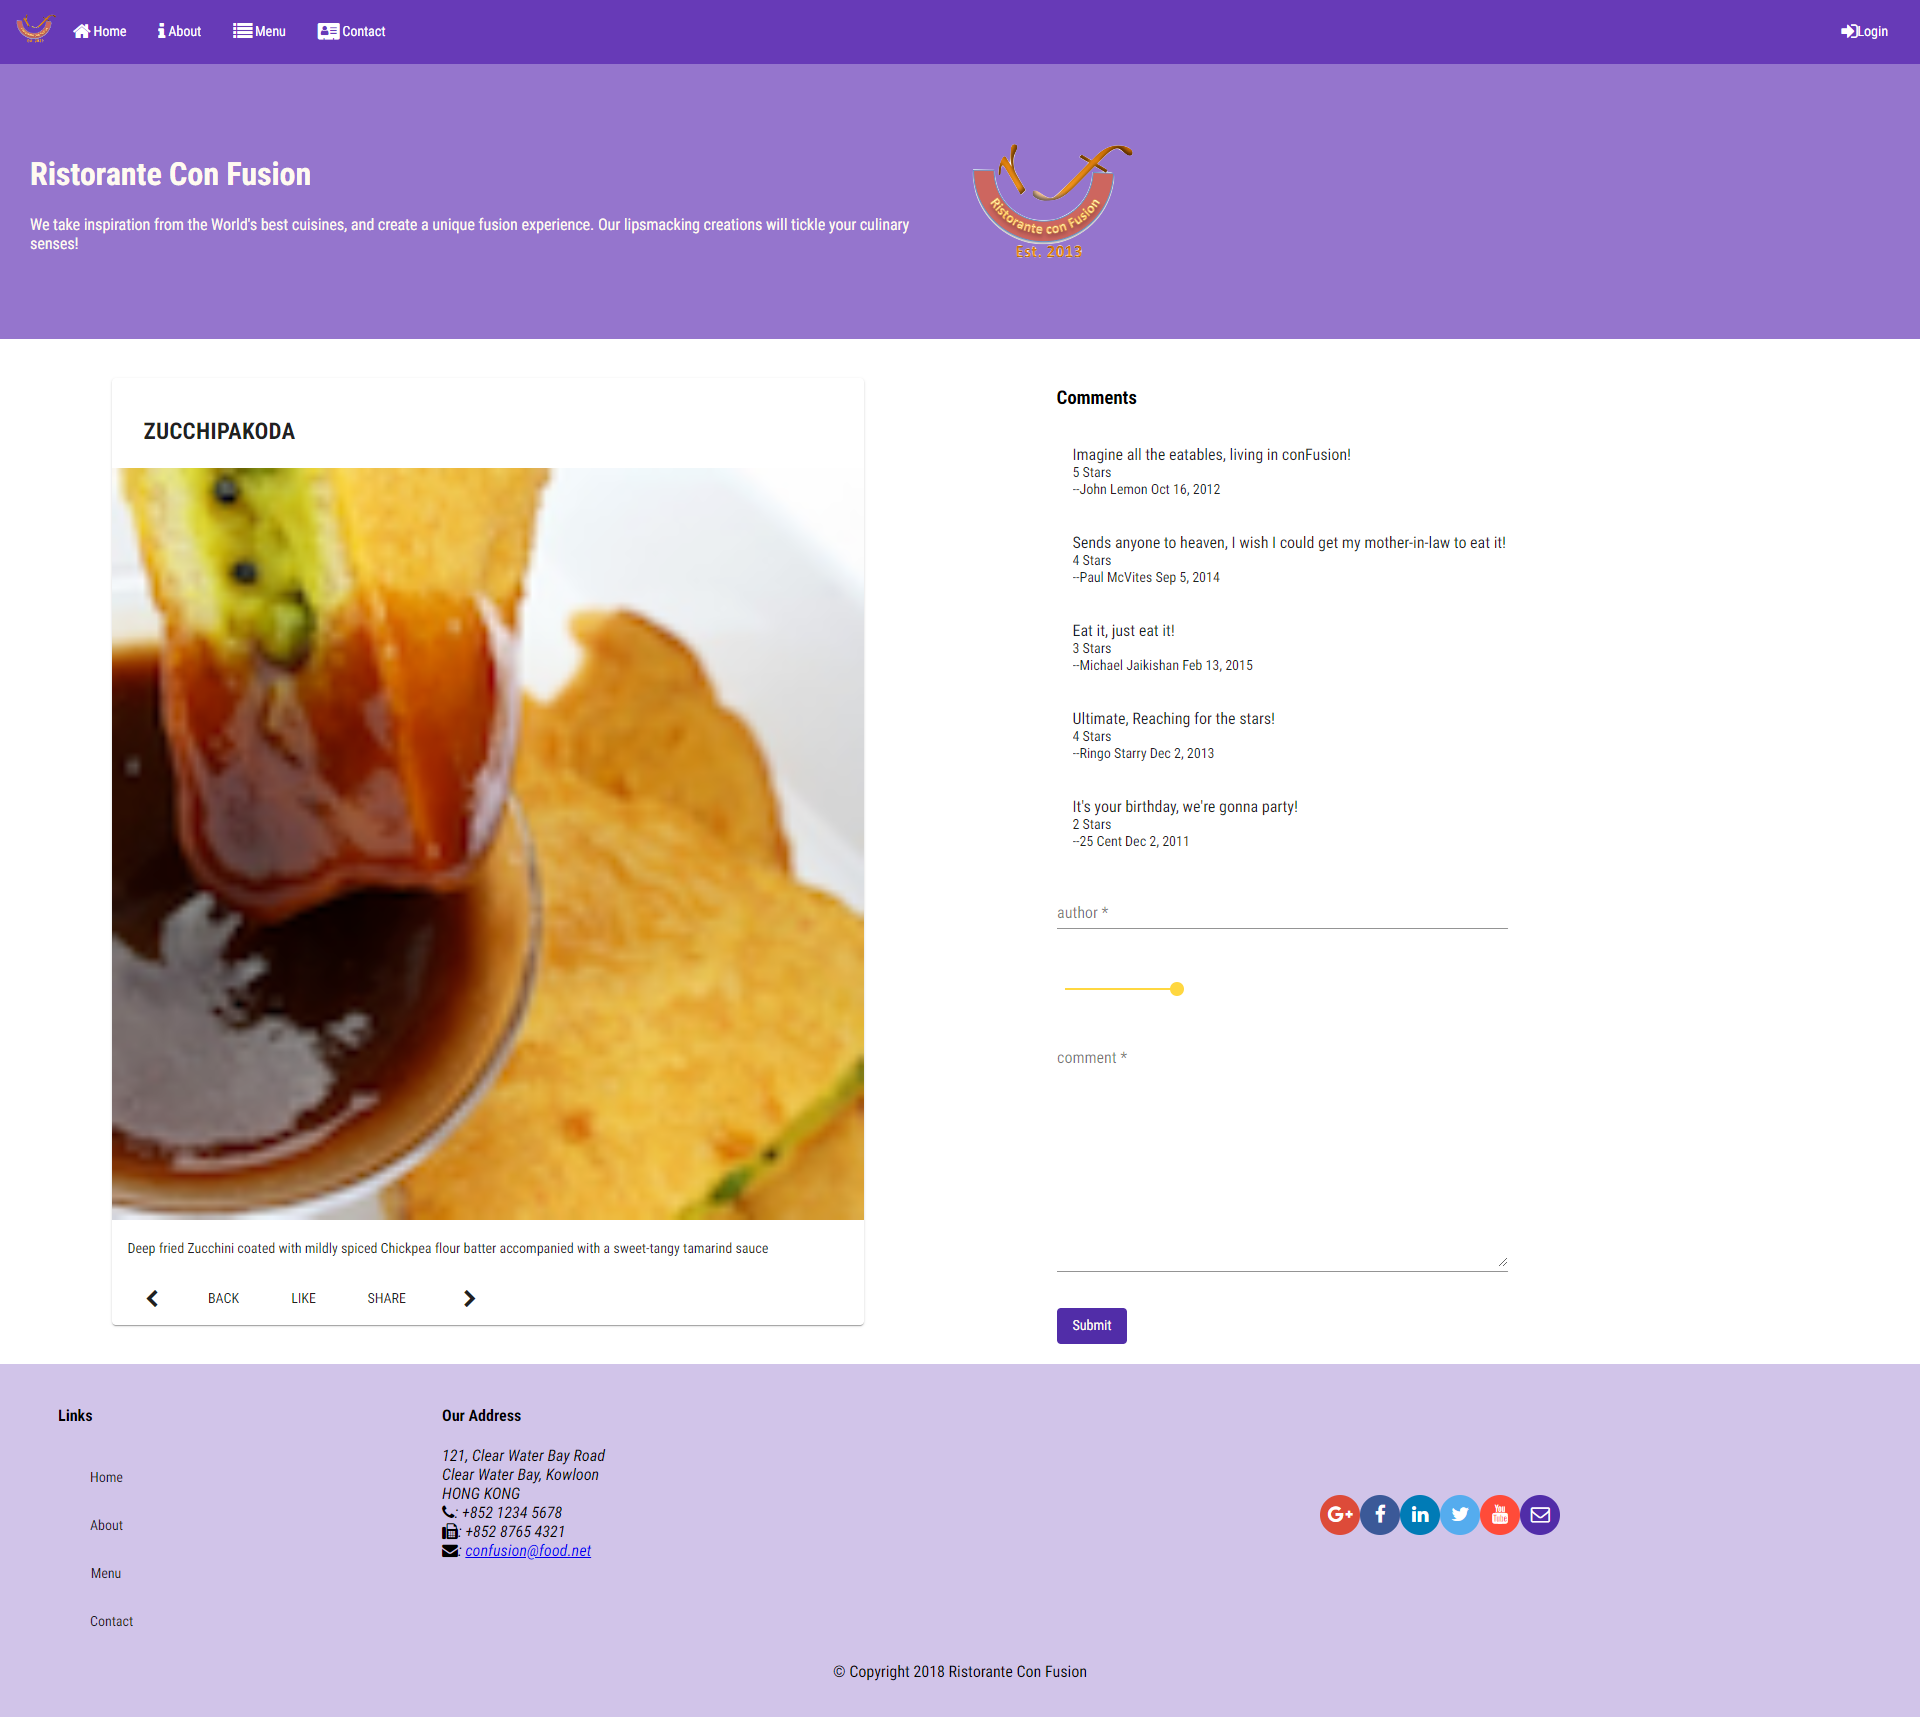 Home
About
Menu
Contact
Login
Ristorante Con Fusion
We take inspiration from the World's best cuisines, and create a unique fusion experience. Our lipsmacking creations will tickle your culinary
senses!
Ristorante con Fusion
Est. 2013
ZUCCHIPAKODA
Deep fried Zucchini coated with mildly spiced Chickpea flour batter accompanied with a sweet-tangy tamarind sauce
BACK
LIKE
SHARE
Comments
Imagine all the eatables, living in conFusion!
5 Stars
--John Lemon Oct 16, 2012
Sends anyone to heaven, I wish I could get my mother-in-law to eat it!
4 Stars
--Paul McVites Sep 5, 2014
Eat it, just eat it!
3 Stars
--Michael Jaikishan Feb 13, 2015
Ultimate, Reaching for the stars!
4 Stars
--Ringo Starry Dec 2, 2013
It's your birthday, we're gonna party!
2 Stars
--25 Cent Dec 2, 2011
author *
comment *
Submit
Links
Home
About
Menu
Contact
Our Address
121, Clear Water Bay Road
Clear Water Bay, Kowloon
HONG KONG
: +852 1234 5678
: +852 8765 4321
: confusion@food.net
G+
f
in
You
Tube
© Copyright 2018 Ristorante Con Fusion